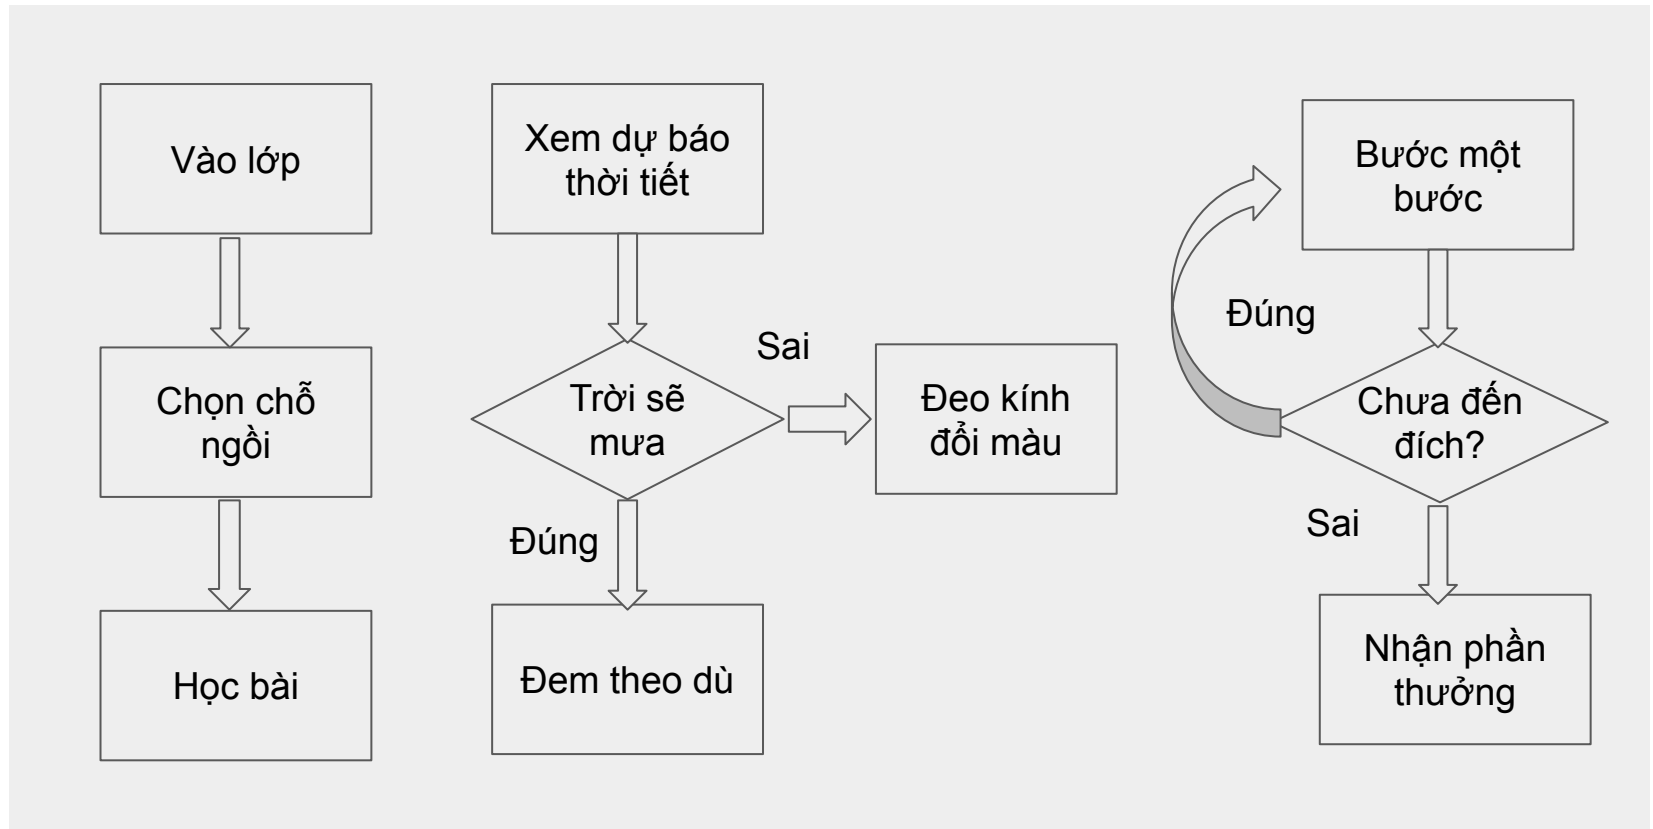 Vào lớp
Chọn chỗ
ngồi
Học bài
Xem dự báo
thời tiết
Trời sẽ
mưa
Sai
Đeo kính
đổi màu
Đúng
Đem theo dù
Bước một
bước
Đúng
Chưa đến
đích?
Sai
Nhận phần
thưởng